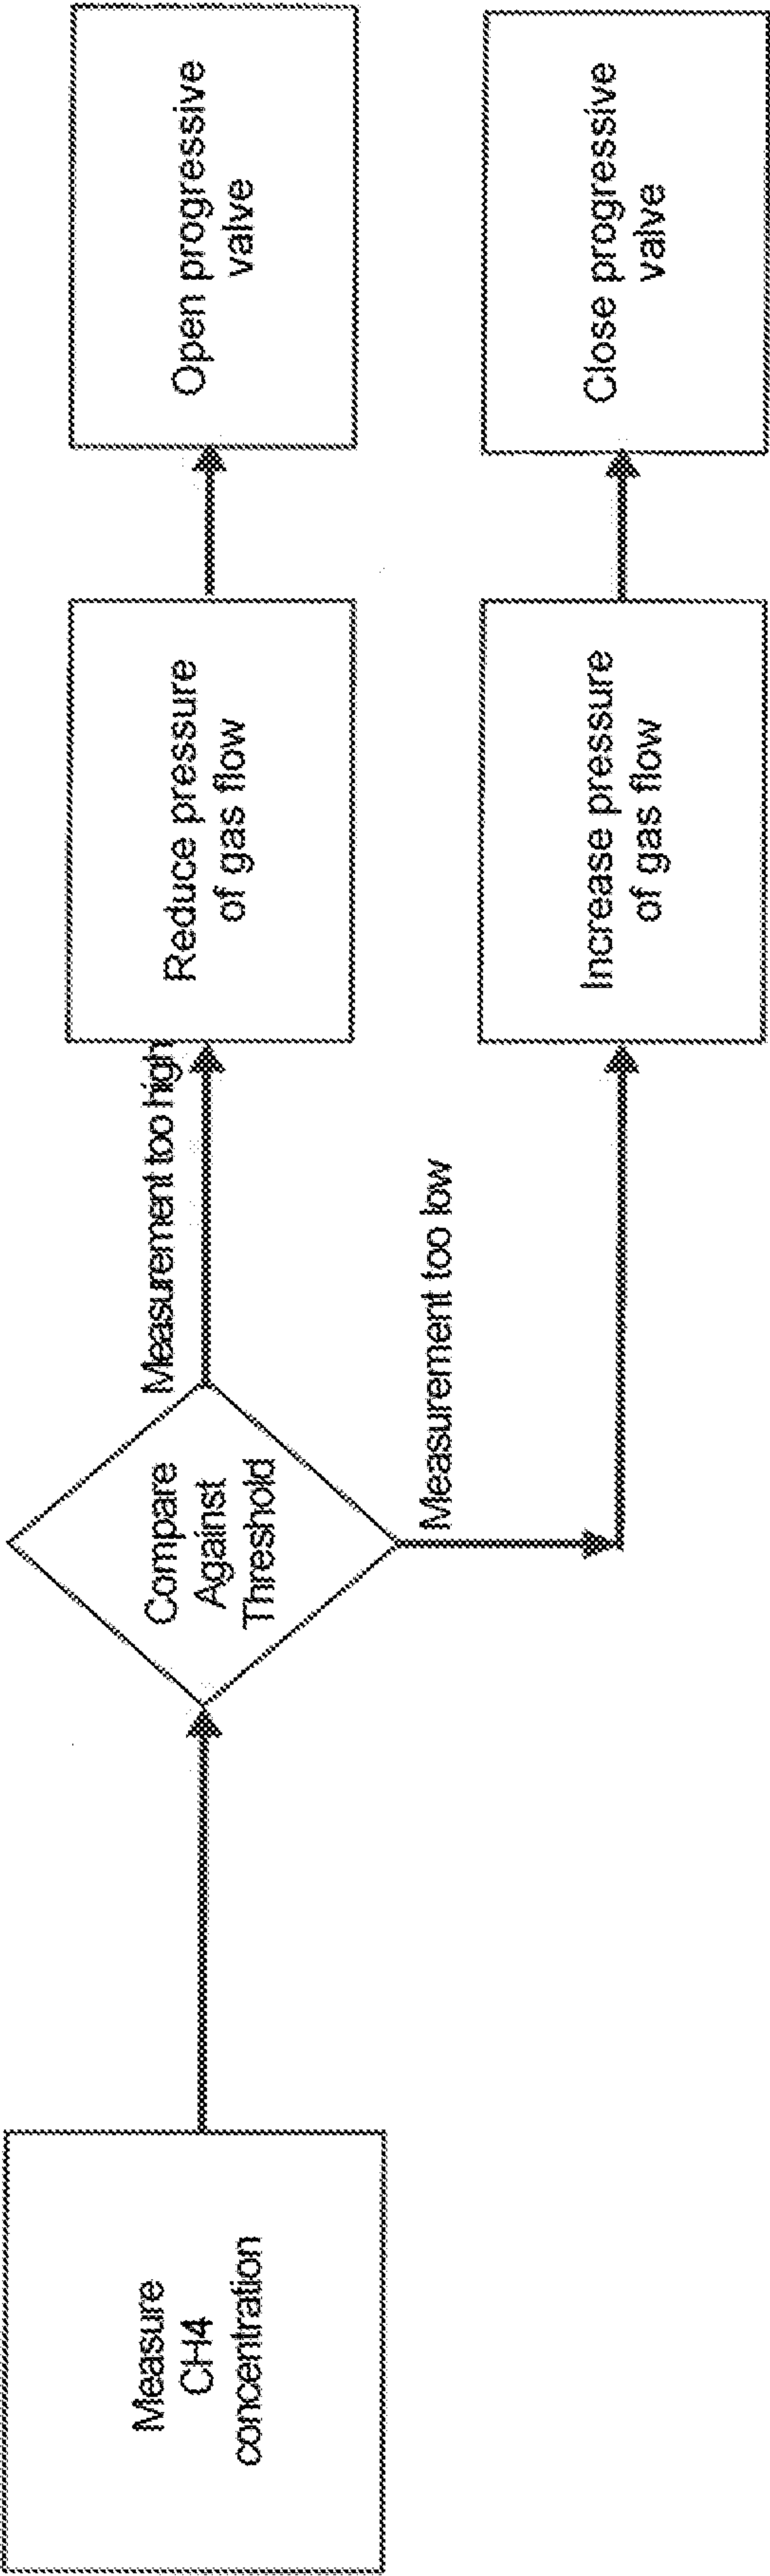 Measure
CH4
concentration
Compare
Against
Threshold
Measurement too high
Reduce pressure
of gas flow
Open progressive
valve
Measurement too low
Increase pressure
of gas flow
Close progressive
valve